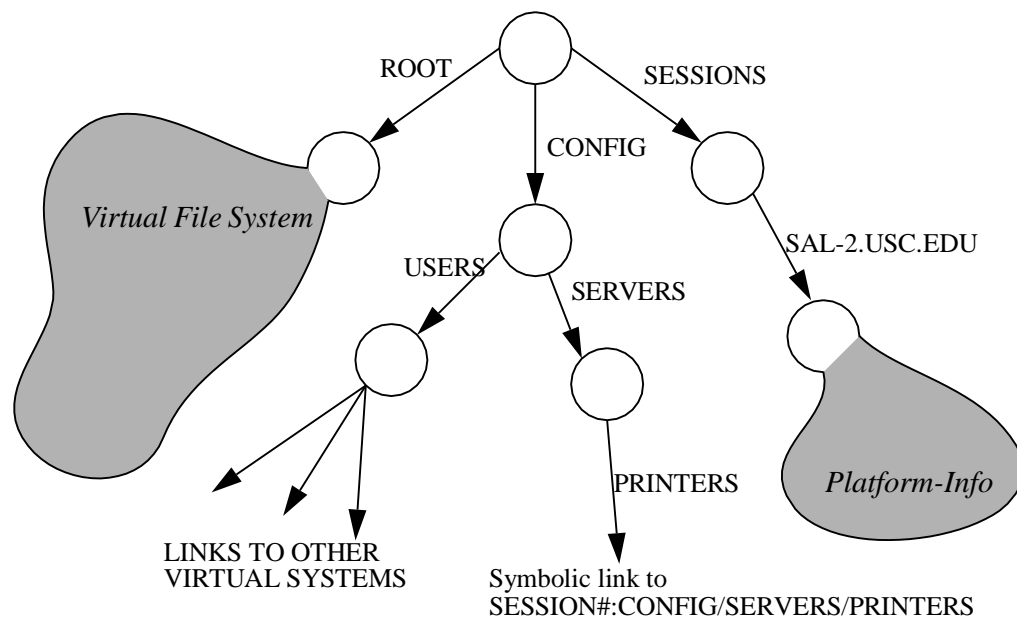 ROOT
SESSIONS
CONFIG
Virtual File System
SAL-2.USC.EDU
USERS
SERVERS
PRINTERS
Platform-Info
LINKS TO OTHER
VIRTUAL SYSTEMS
Symbolic link to
SESSION#:CONFIG/SERVERS/PRINTERS